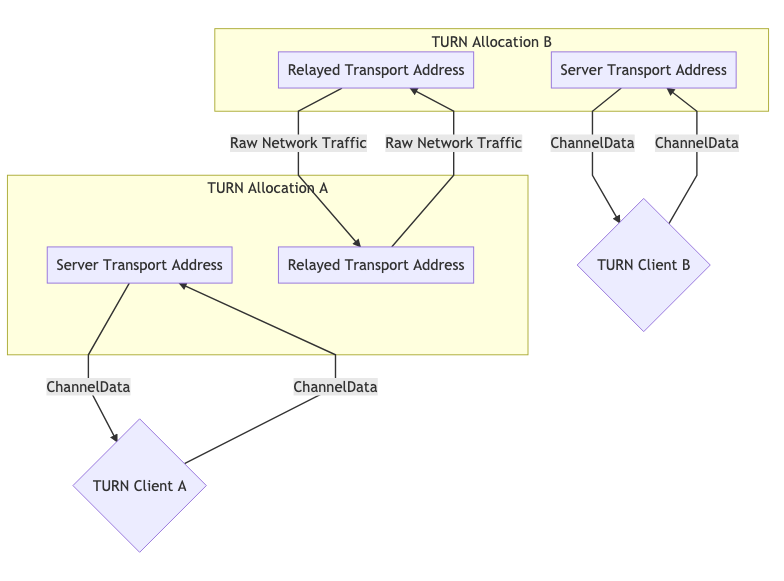 TURN Allocation B
Relayed Transport Address
Server Transport Address
Raw Network Traffic
Raw Network Traffic
ChannelData
ChannelData
TURN Allocation A
Server Transport Address
Relayed Transport Address
TURN Client B
ChannelData
ChannelData
TURN Client A